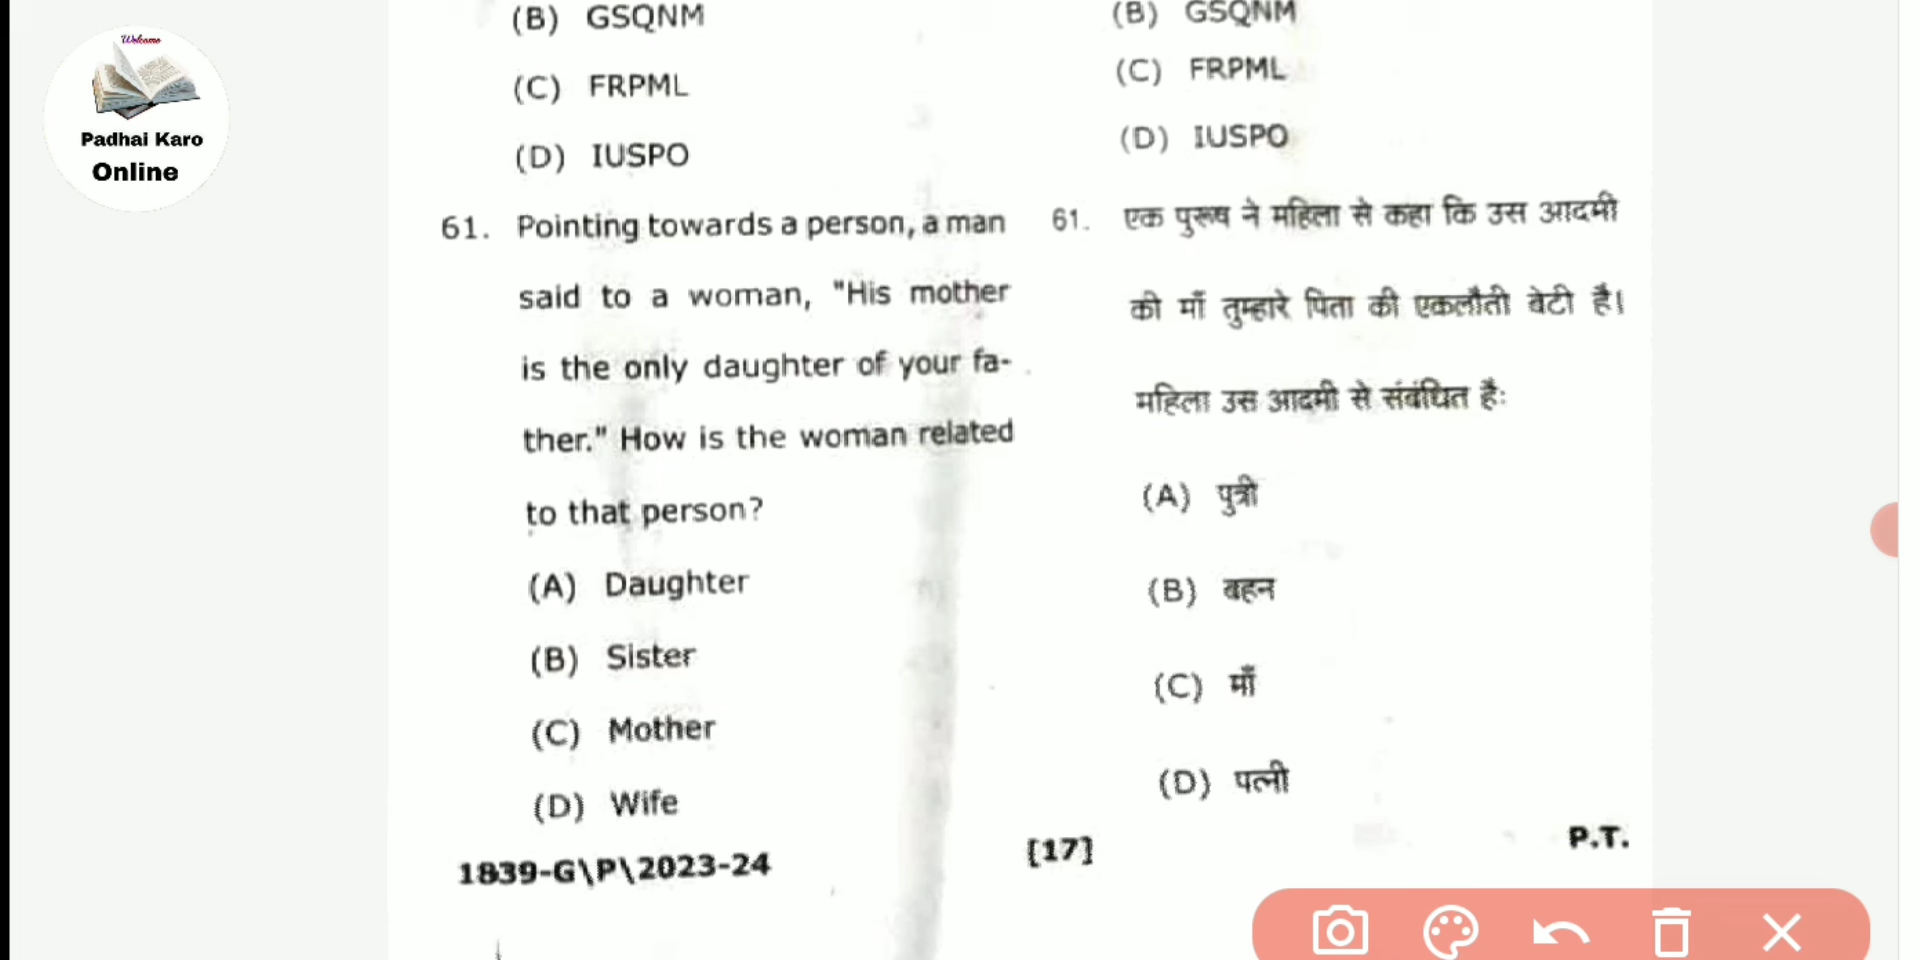 Welcome
Padhai Karo
Online
(B) GSQNM
(C) FRPML
(D) IUSPO
61. Pointing towards a person, a man
said to a woman, "His mother
is the only daughter of your fa-
ther." How is the woman related
to that person?
(A) Daughter
(B) Sister
(C) Mother
(D) Wife
1839-G\P\2023-24
(B) GSQNM
(C) FRPML
(D) IUSPO
61. एक पुरूष ने महिला से कहा कि उस आदमी
की माँ तुम्हारे पिता की एकलौती बेटी है।
महिला उस आदमी से संबंधित है:
(A) पुत्री
(B) बहन
(C) माँ
(D) पत्नी
[17]
P.T.